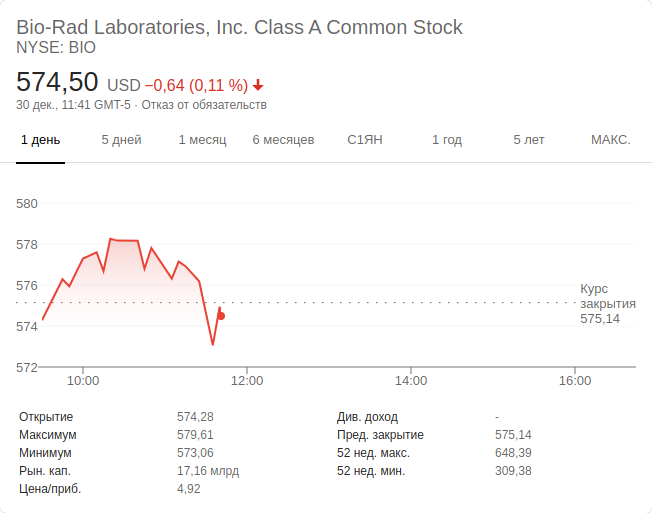 Bio-Rad Laboratories, Inc. Class A Common Stock
NYSE: BIO
574,50 USD −0,64 (0,11 %)
30 дек., 11:41 GMT-5 · Отказ от обязательств
1 день 5 дней 1 месяц 6 месяцев С1ЯН 1 год 5 лет МАКС.
580
578
576
574
572
Курс
закрытия
575,14
10:00 12:00 14:00 16:00
Открытие 574,28 Див. доход -
Максимум 579,61 Пред. закрытие 575,14
Минимум 573,06 52 нед. макс. 648,39
Рын. кап. 17,16 млрд 52 нед. мин. 309,38
Цена/приб. 4,92